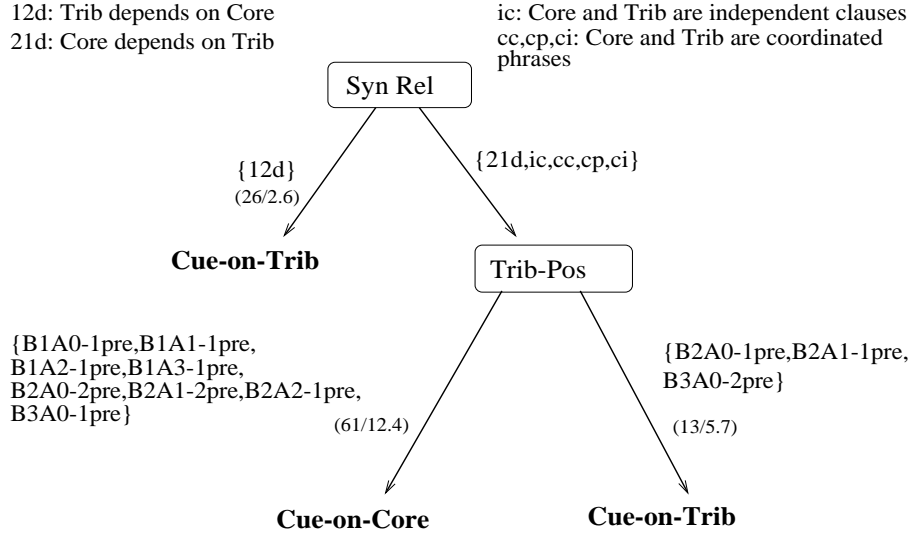 12d: Trib depends on Core
21d: Core depends on Trib
ic: Core and Trib are independent clauses
cc,cp,ci: Core and Trib are coordinated
phrases
Syn Rel
{12d}
(26/2.6)
{21d,ic,cc,cp,ci}
Cue-on-Trib
Trib-Pos
{B1A0-1pre,B1A1-1pre,
B1A2-1pre,B1A3-1pre,
B2A0-2pre,B2A1-2pre,B2A2-1pre,
B3A0-1pre}
(61/12.4)
{B2A0-1pre,B2A1-1pre,
B3A0-2pre}
(13/5.7)
Cue-on-Core
Cue-on-Trib